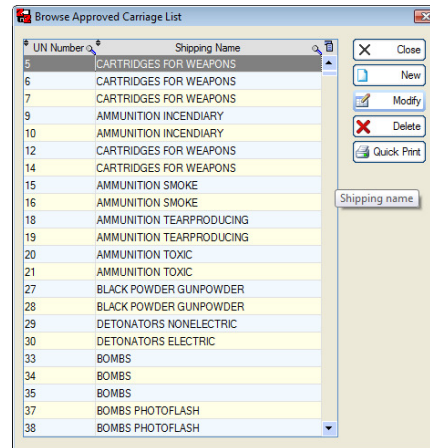 Browse Approved Carriage List
UN Number Shipping Name
5 CARTRIDGES FOR WEAPONS
6 CARTRIDGES FOR WEAPONS
7 CARTRIDGES FOR WEAPONS
9 AMMUNITION INCENDIARY
10 AMMUNITION INCENDIARY
12 CARTRIDGES FOR WEAPONS
14 CARTRIDGES FOR WEAPONS
15 AMMUNITION SMOKE
16 AMMUNITION SMOKE
18 AMMUNITION TEARPRODUCING
19 AMMUNITION TEARPRODUCING
20 AMMUNITION TOXIC
21 AMMUNITION TOXIC
27 BLACK POWDER GUNPOWDER
28 BLACK POWDER GUNPOWDER
29 DETONATORS NONELECTRIC
30 DETONATORS ELECTRIC
33 BOMBS
34 BOMBS
35 BOMBS
37 BOMBS PHOTOFLASH
38 BOMBS PHOTOFLASH
Close
New
Modify
Delete
Quick Print
Shipping name